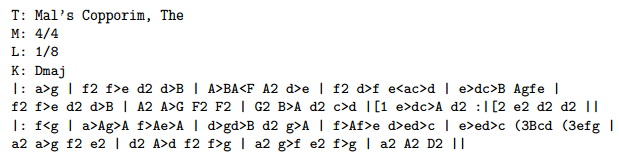 T: Mal's Copporim, The
M: 4/4
L: 1/8
K: Dmaj
|: a>g | f2 f>e d2 d>B | A>BA<F A2 d>e | f2 d>f e<ac>d | e>dc>B Agfe |
f2 f>e d2 d>B | A2 A>G F2 F2 | G2 B>A d2 c>d |[1 e>dc>A d2 :|[2 e2 d2 d2 ||
|: f<g | a>Ag>A f>Ae>A | d>gd>B d2 g>A | f>Af>e d>ed>c | e>ed>c (3Bcd (3efg |
a2 a>g f2 e2 | d2 A>d f2 f>g | a2 g>f e2 f>g | a2 A2 D2 ||